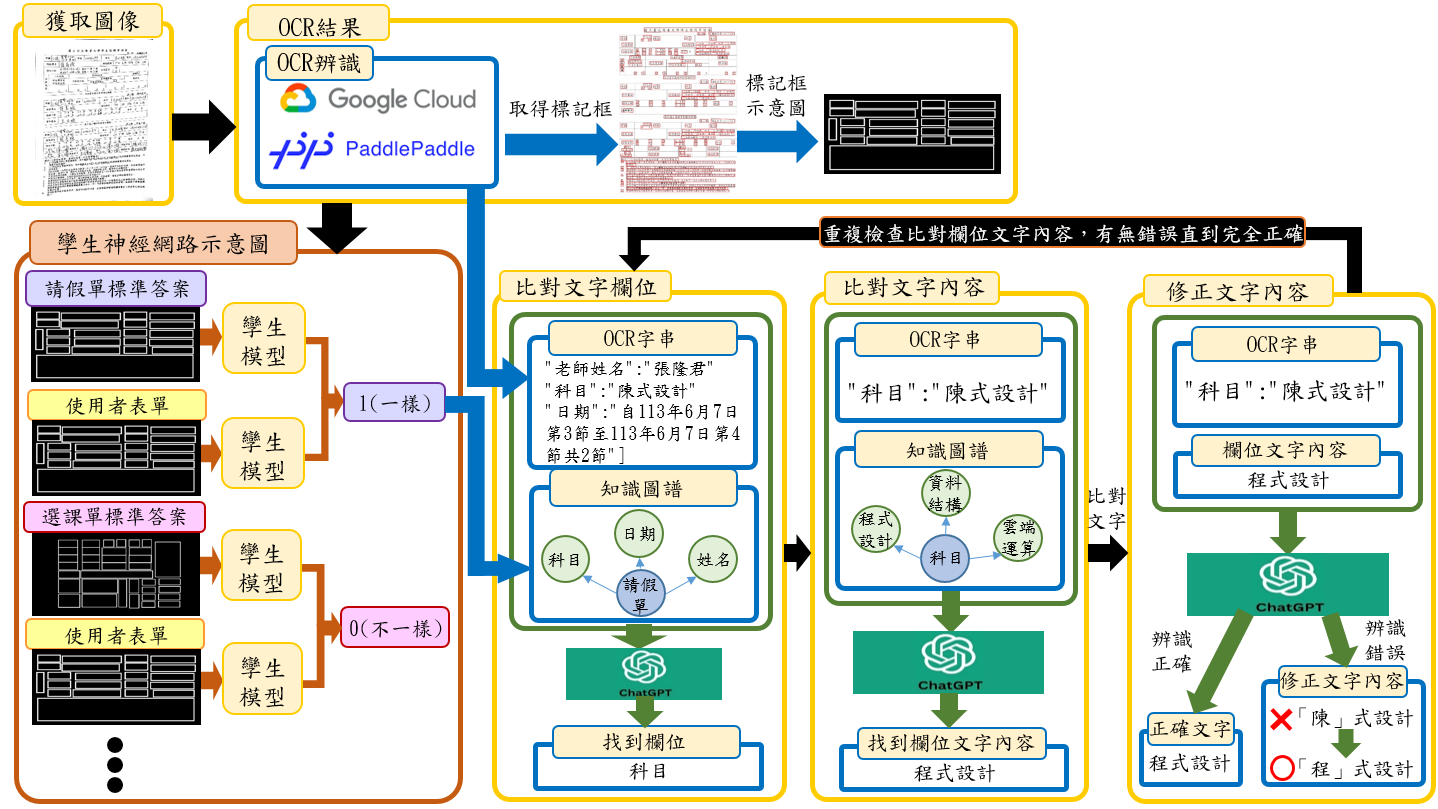 獲取圖像
OCR結果
OCR辨識
Google Cloud
PaddlePaddle
取得標記框
標記框
示意圖
孿生神經網路示意圖
請假單標準答案
孿生
模型
使用者表單
孿生
模型
1(一樣)
選課單標準答案
孿生
模型
使用者表單
孿生
模型
0(不一樣)
重複檢查比對欄位文字內容，有無錯誤直到完全正確
比對文字欄位
OCR字串
"老師姓名":"張隆君"
"科目":"陳式設計"
"日期":"自113年6月7日
第3節至113年6月7日第4
節共2節"]
知識圖譜
日期
科目
姓名
請假
單
ChatGPT
找到欄位
科目
比對文字內容
OCR字串
"科目":"陳式設計"
知識圖譜
資料
結構
程式
設計
雲端
運算
科目
ChatGPT
找到欄位文字內容
程式設計
比對
文字
修正文字內容
OCR字串
"科目":"陳式設計"
欄位文字內容
程式設計
ChatGPT
辨識
正確
辨識
錯誤
正確文字
程式設計
修正文字內容
「陳」式設計
「程」式設計